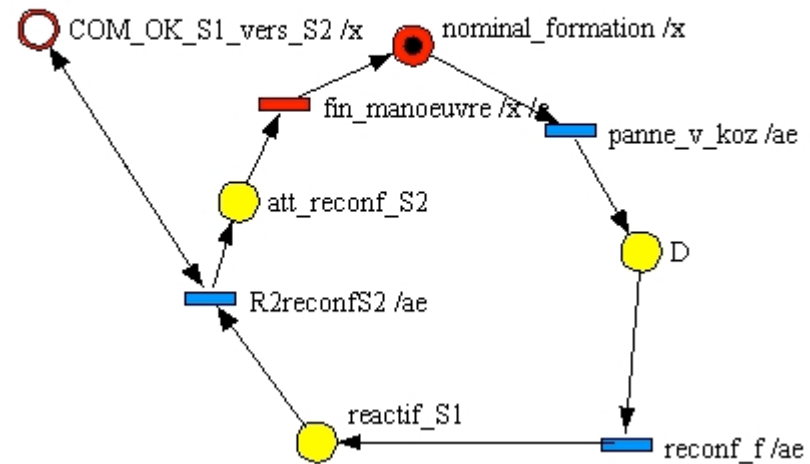 COM_OK_S1_vers_S2 /x
nominal_formation /x
fin_manoeuvre /x /e
panne_v_koz /ae
att_reconf_S2
D
R2reconfS2 /ae
reactif_S1
reconf_f /ae